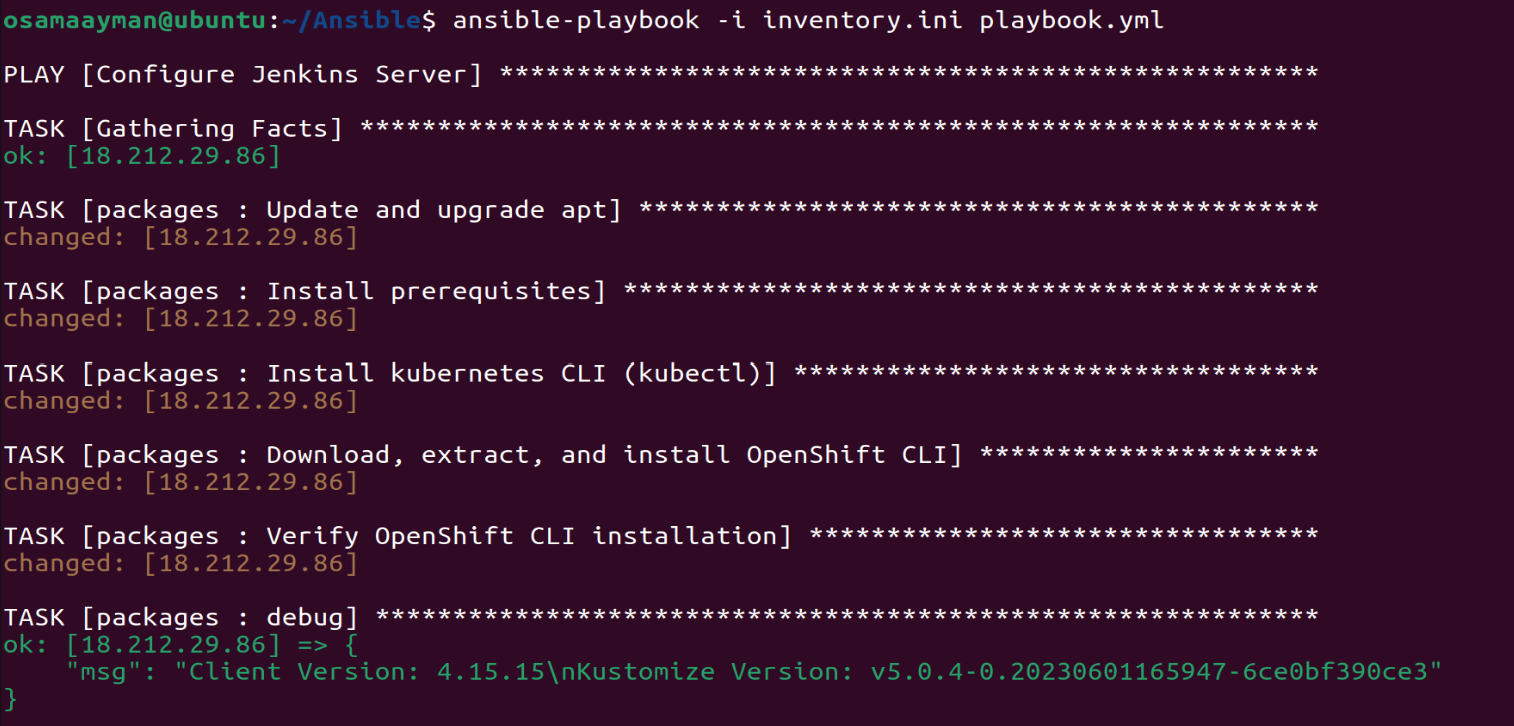 osamaayman@ubuntu:~/Ansible$ ansible-playbook -i inventory.ini playbook.yml
PLAY [Configure Jenkins Server] *****************************************************
TASK [Gathering Facts] **************************************************************
ok: [18.212.29.86]
TASK [packages : Update and upgrade apt] ********************************************
changed: [18.212.29.86]
TASK [packages : Install prerequisites] *********************************************
changed: [18.212.29.86]
TASK [packages : Install kubernetes CLI (kubectl)] **********************************
changed: [18.212.29.86]
TASK [packages : Download, extract, and install OpenShift CLI] **********************
changed: [18.212.29.86]
TASK [packages : Verify OpenShift CLI installation] *********************************
changed: [18.212.29.86]
TASK [packages : debug] *************************************************************
ok: [18.212.29.86] => {
    "msg": "Client Version: 4.15.15\nKustomize Version: v5.0.4-0.20230601165947-6ce0bf390ce3"
}